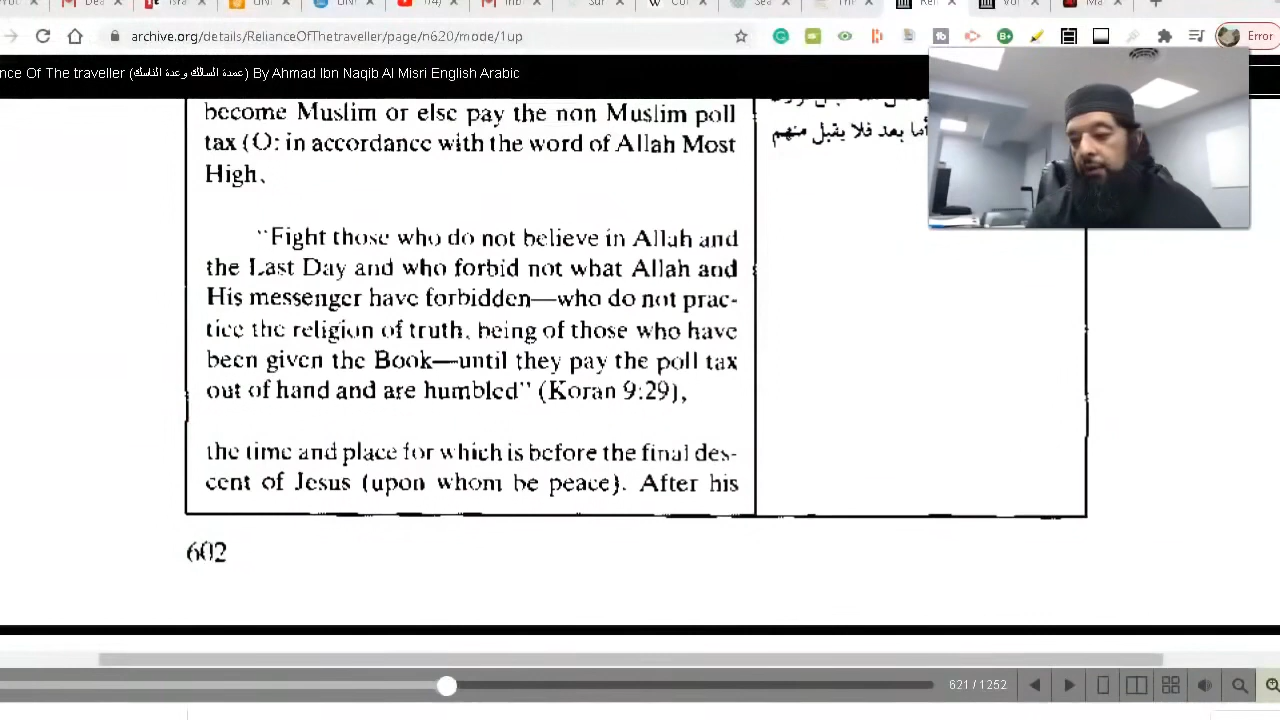 archive.org/details/RelianceOfThetraveller/page/n620/mode/1up
Error
nce Of The traveller (عمدة السالك وعدة الناسك) By Ahmad Ibn Naqib Al Misri English Arabic
become Muslim or else pay the non Muslim poll
tax (O: in accordance with the word of Allah Most
High,
أما بعد فلا يقبل منهم
"Fight those who do not believe in Allah and
the Last Day and who forbid not what Allah and
His messenger have forbidden—who do not prac-
tice the religion of truth, being of those who have
been given the Book—until they pay the poll tax
out of hand and are humbled" (Koran 9:29),
the time and place for which is before the final des-
cent of Jesus (upon whom be peace). After his
602
621 / 1252